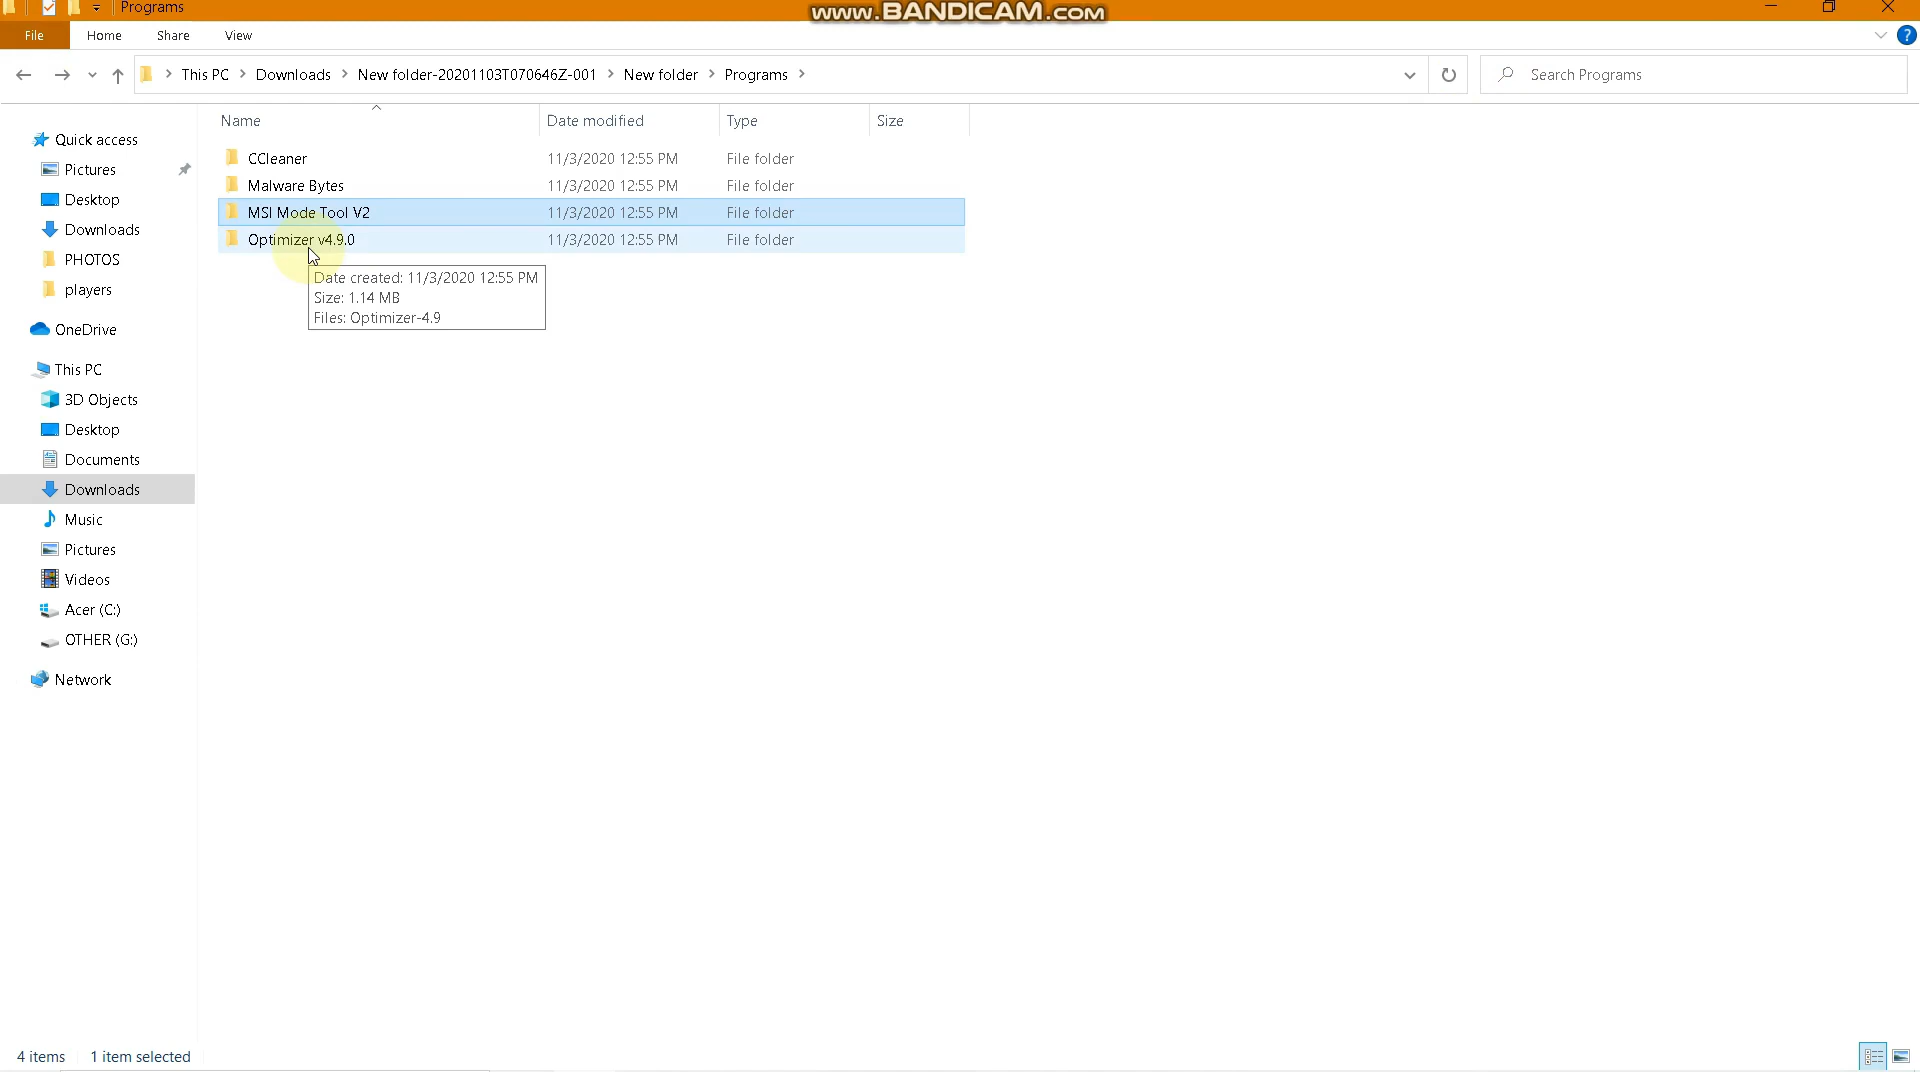 Programs
www.BANDICAM.com
File Home Share View
This PC Downloads New folder-20201103T070646Z-001 New folder Programs
Search Programs
Name Date modified Type Size
CCleaner 11/3/2020 12:55 PM File folder
Malware Bytes 11/3/2020 12:55 PM File folder
MSI Mode Tool V2 11/3/2020 12:55 PM File folder
Optimizer v4.9.0 11/3/2020 12:55 PM File folder
Date created: 11/3/2020 12:55 PM
Size: 1.14 MB
Files: Optimizer-4.9
Quick access
Pictures
Desktop
Downloads
PHOTOS
players
OneDrive
This PC
3D Objects
Desktop
Documents
Downloads
Music
Pictures
Videos
Acer (C:)
OTHER (G:)
Network
4 items 1 item selected